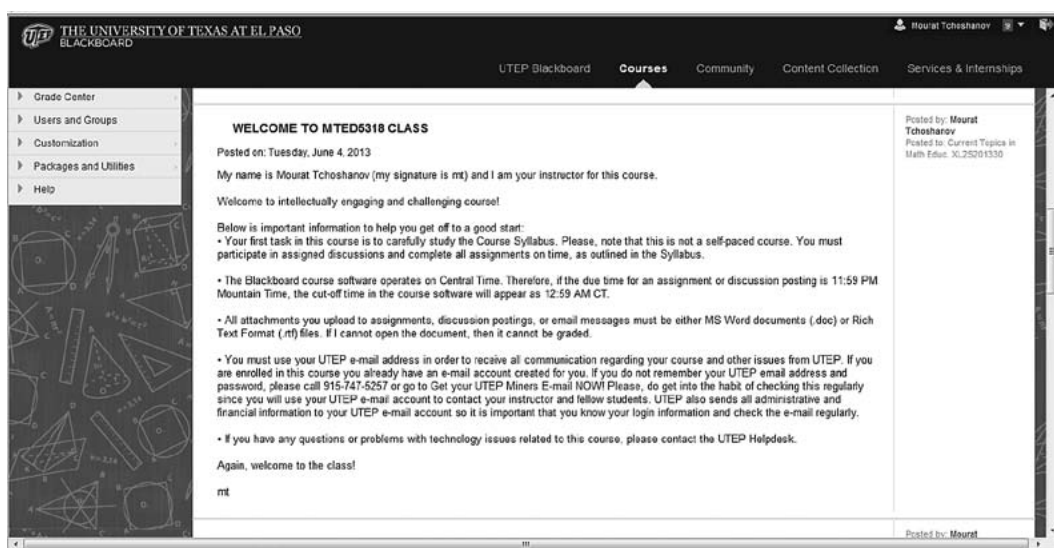 THE UNIVERSITY OF TEXAS AT EL PASO
BLACKBOARD
Mourat Tchoshanov 9
UTEP Blackboard Courses Community Content Collection Services & Internships
Grade Center
Users and Groups
Customization
Packages and Utilities
Help
WELCOME TO MTED5318 CLASS
Posted on: Tuesday, June 4, 2013
My name is Mourat Tchoshanov (my signature is mt) and I am your instructor for this course.
Welcome to intellectually engaging and challenging course!
Below is important information to help you get off to a good start:
• Your first task in this course is to carefully study the Course Syllabus. Please, note that this is not a self-paced course. You must
participate in assigned discussions and complete all assignments on time, as outlined in the Syllabus.
• The Blackboard course software operates on Central Time. Therefore, if the due time for an assignment or discussion posting is 11:59 PM
Mountain Time, the cut-off time in the course software will appear as 12:59 AM CT.
• All attachments you upload to assignments, discussion postings, or email messages must be either MS Word documents (.doc) or Rich
Text Format (.rtf) files. If I cannot open the document, then it cannot be graded.
• You must use your UTEP e-mail address in order to receive all communication regarding your course and other issues from UTEP. If you
are enrolled in this course you already have an e-mail account created for you. If you do not remember your UTEP email address and
password, please call 915-747-5257 or go to Get your UTEP Miners E-mail NOW! Please, do get into the habit of checking this regularly
since you will use your UTEP e-mail account to contact your instructor and fellow students. UTEP also sends all administrative and
financial information to your UTEP e-mail account so it is important that you know your login information and check the e-mail regularly.
• If you have any questions or problems with technology issues related to this course, please contact the UTEP Helpdesk.
Again, welcome to the class!
mt
Posted by: Mourat
Tchoshanov
Posted to: Current Topics in
Math Educ. XL25201330
Posted by: Mourat